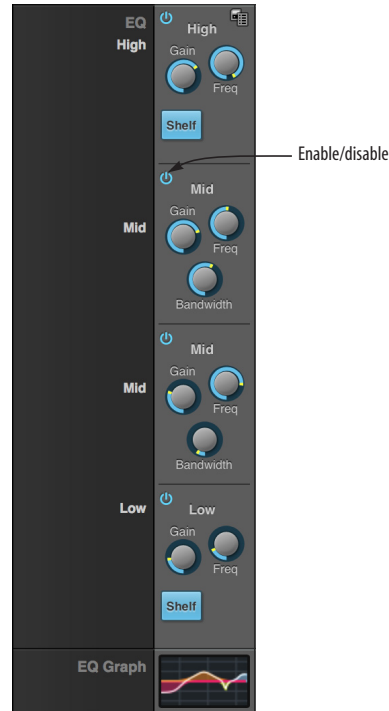 EQ
High
High
Gain
Freq
Shelf
Enable/disable
Mid
Mid
Gain
Freq
Bandwidth
Mid
Mid
Gain
Freq
Bandwidth
Low
Low
Gain
Freq
Shelf
EQ Graph